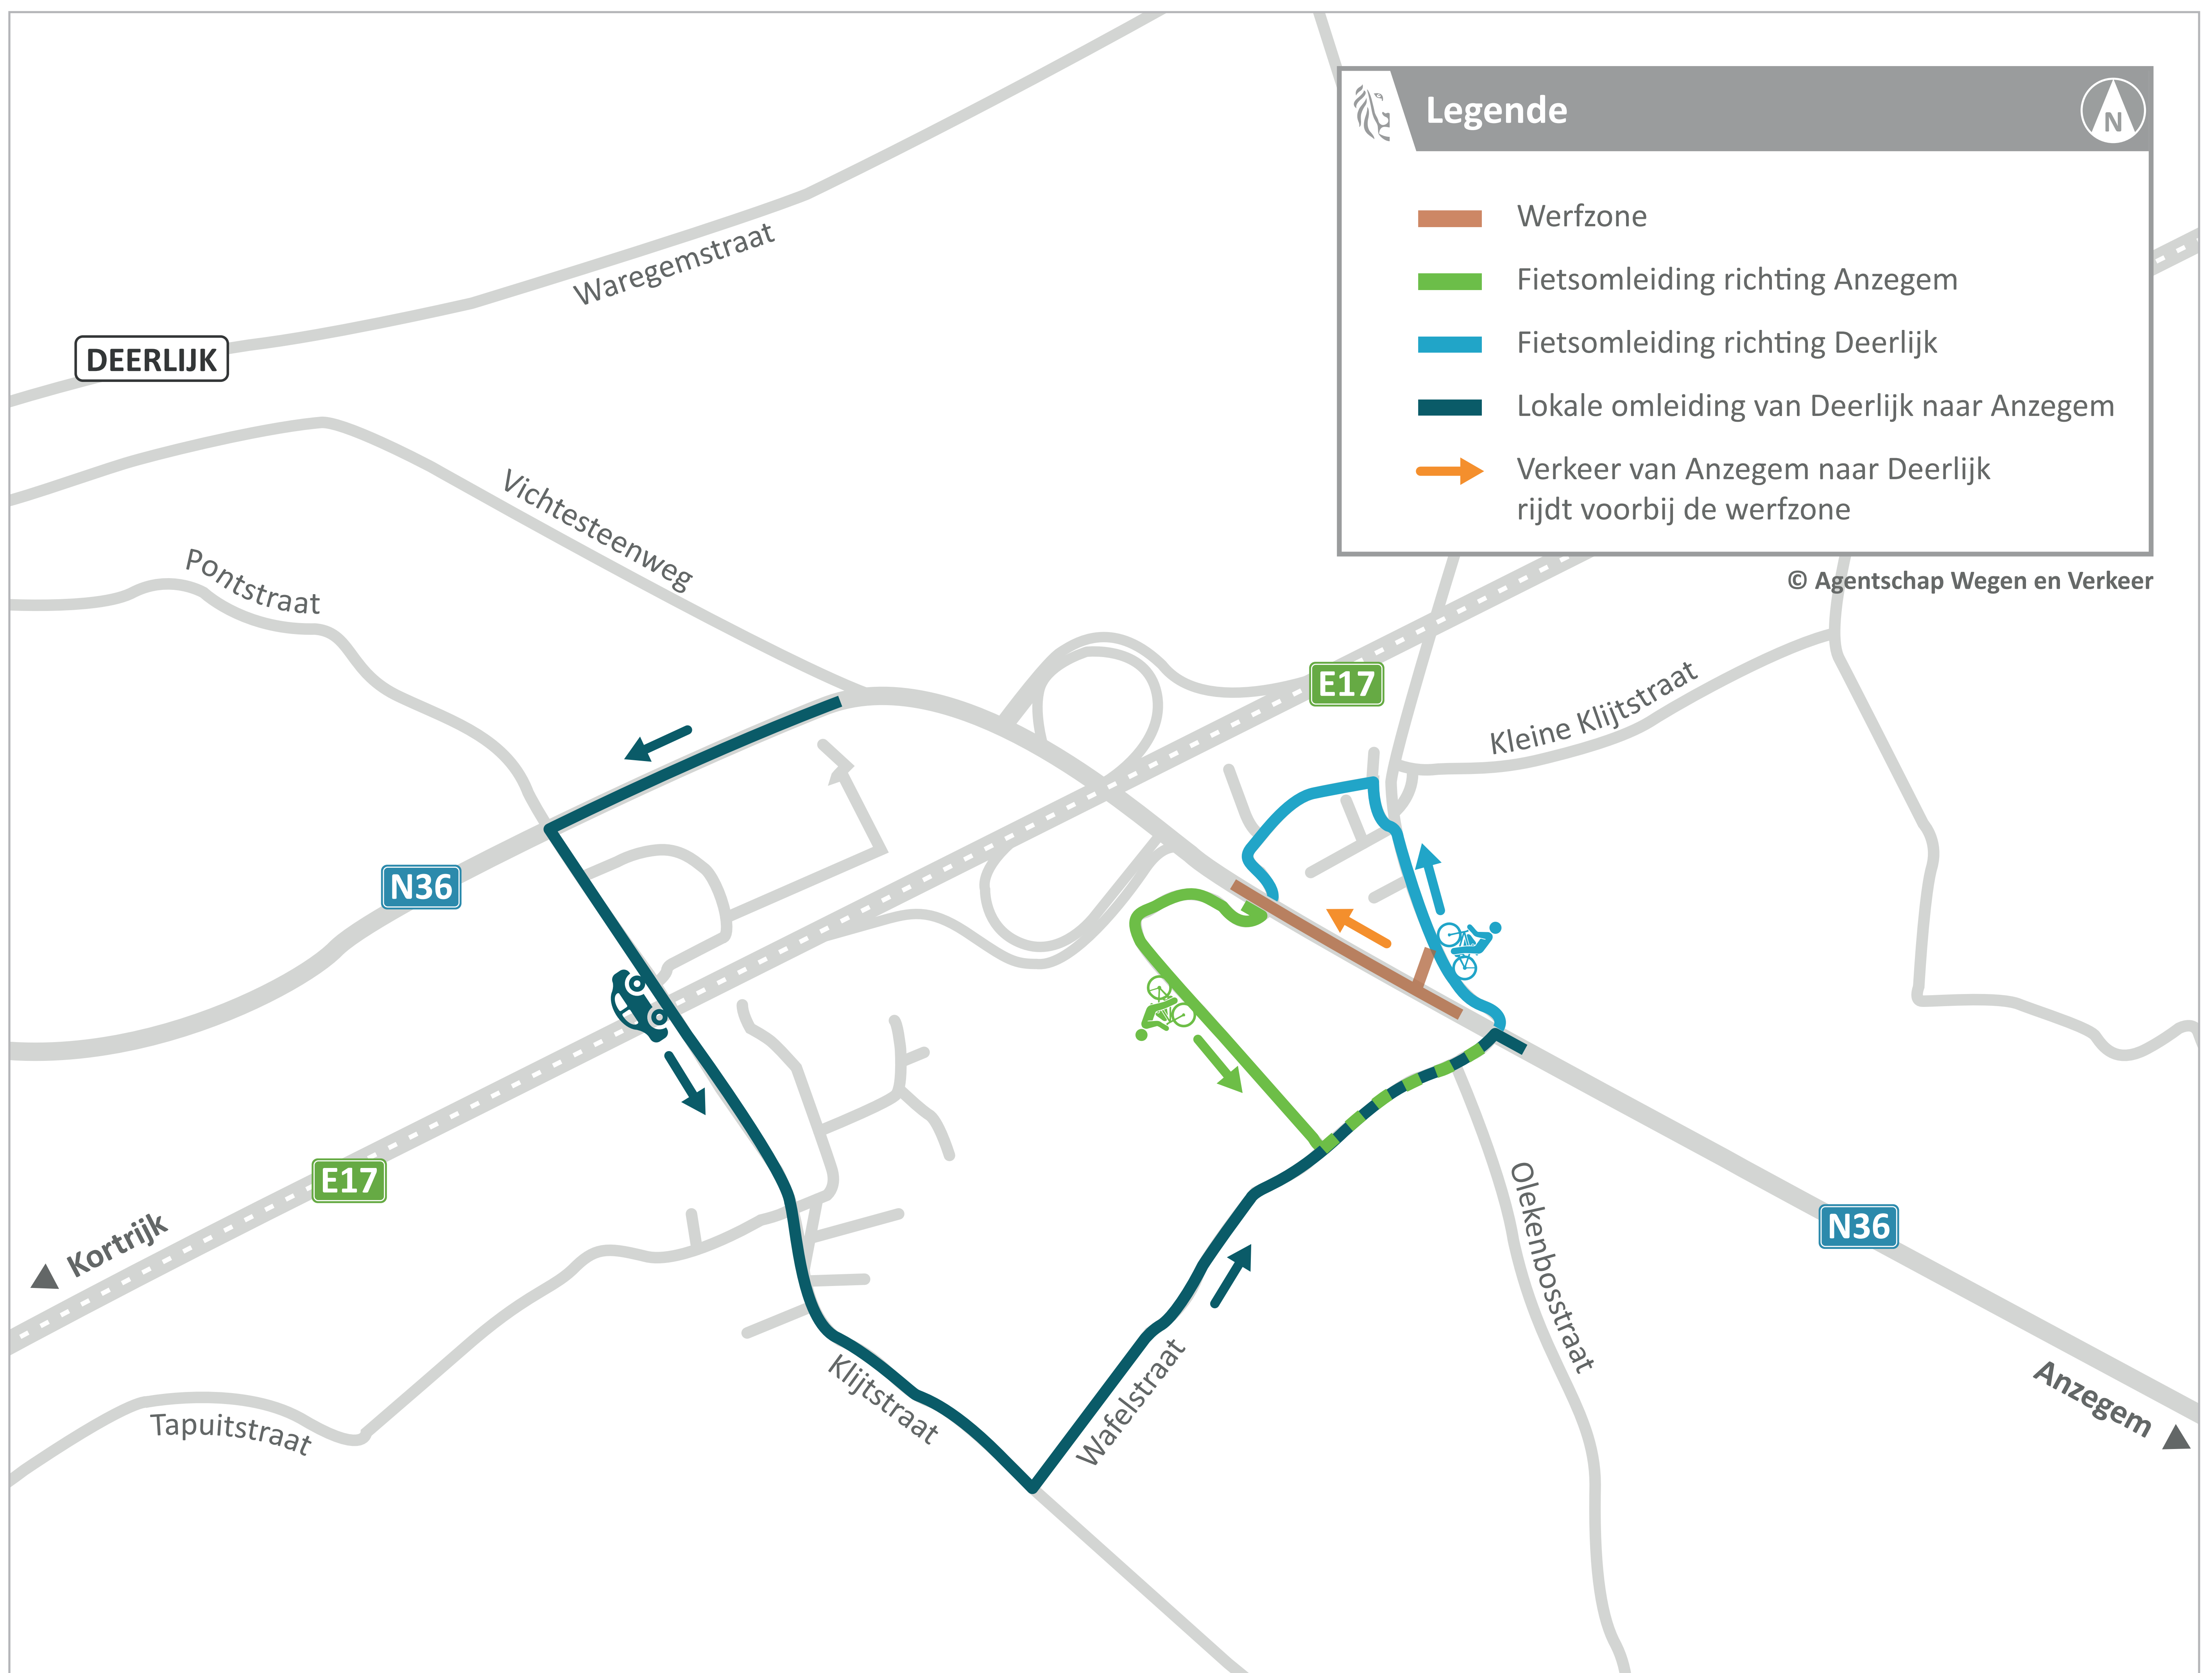 Legende
N
Werfzone
Fietsomleiding richting Anzegem
Fietsomleiding richting Deerlijk
Lokale omleiding van Deerlijk naar Anzegem
Verkeer van Anzegem naar Deerlijk
rijdt voorbij de werfzone
© Agentschap Wegen en Verkeer
Waregemstraat
DEERLIJK
Vichtesteenweg
Pontstraat
E17
Kleine Klijtstraat
N36
E17
Kortrijk
Olekenbosstraat
N36
Anzegem
Klijtstraat
Wafelstraat
Tapuitstraat